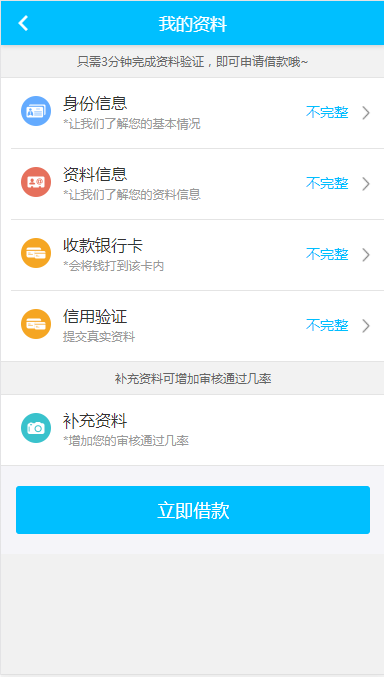 我的资料
只需3分钟完成资料验证，即可申请借款哦~
身份信息
*让我们了解您的基本情况
不完整
资料信息
*让我们了解您的资料信息
不完整
收款银行卡
*会将钱打到该卡内
不完整
信用验证
提交真实资料
不完整
补充资料可增加审核通过几率
补充资料
*增加您的审核通过几率
立即借款